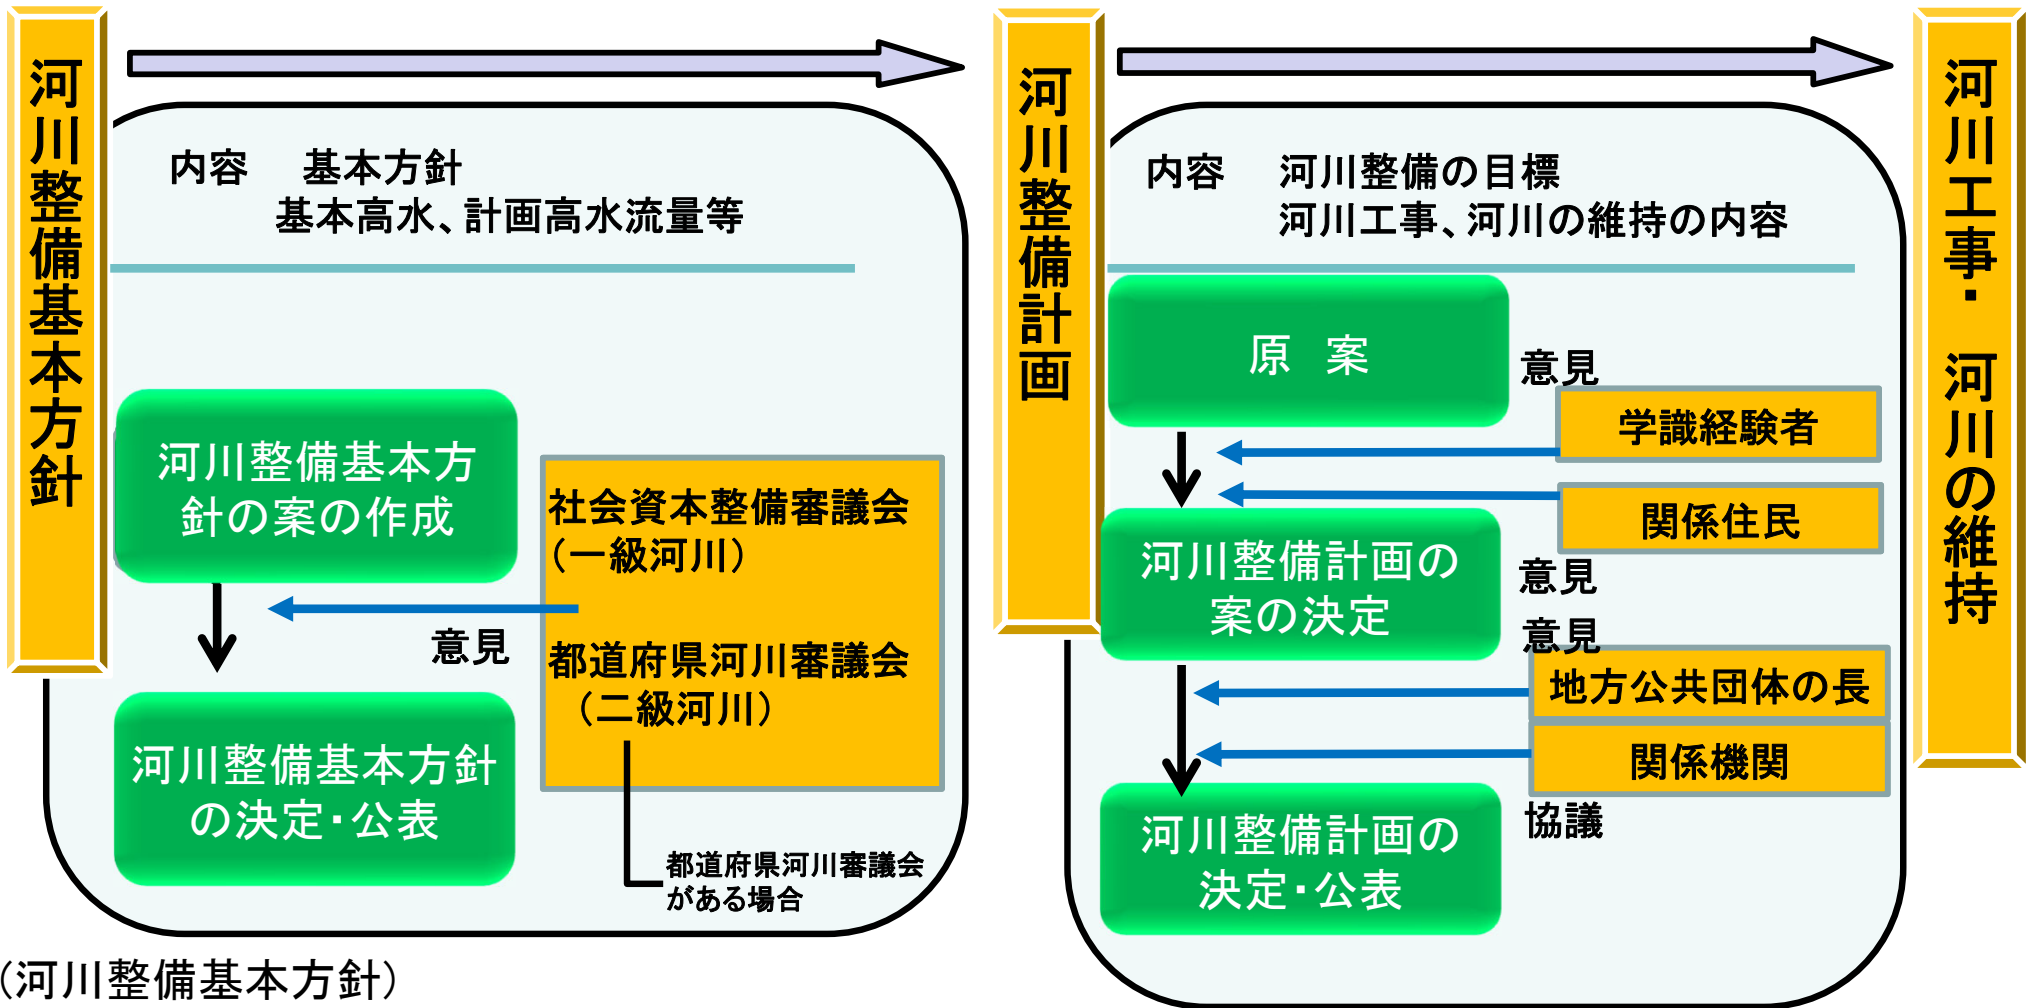 河川整備基本方針
内容　基本方針
基本高水、計画高水流量等
河川整備基本方
針の案の作成
意見
社会資本整備審議会
（一級河川）
都道府県河川審議会
（二級河川）
河川整備基本方針
の決定・公表
都道府県河川審議会
がある場合
河川整備計画
内容　河川整備の目標
河川工事、河川の維持の内容
原　案
意見
学識経験者
関係住民
意見
河川整備計画の
案の決定
意見
地方公共団体の長
関係機関
協議
河川整備計画の
決定・公表
河川工事・　河川の維持
（河川整備基本方針）